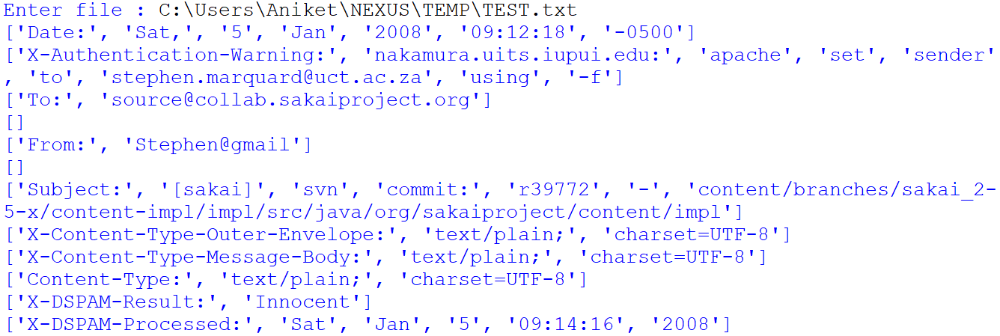 Enter file : C:\Users\Aniket\NEXUS\TEMP\TEST.txt
['Date:', 'Sat,', '5', 'Jan', '2008', '09:12:18', '-0500']
['X-Authentication-Warning:', 'nakamura.uits.iupui.edu:', 'apache', 'set', 'sender'
, 'to', 'stephen.marquard@uct.ac.za', 'using', '-f']
['To:', 'source@collab.sakaiproject.org']
[]
['From:', 'Stephen@gmail']
[]
['Subject:', '[sakai]', 'svn', 'commit:', 'r39772', '-', 'content/branches/sakai_2-
5-x/content-impl/impl/src/java/org/sakaiproject/content/impl']
['X-Content-Type-Outer-Envelope:', 'text/plain;', 'charset=UTF-8']
['X-Content-Type-Message-Body:', 'text/plain;', 'charset=UTF-8']
['Content-Type:', 'text/plain;', 'charset=UTF-8']
['X-DSPAM-Result:', 'Innocent']
['X-DSPAM-Processed:', 'Sat', 'Jan', '5', '09:14:16', '2008']